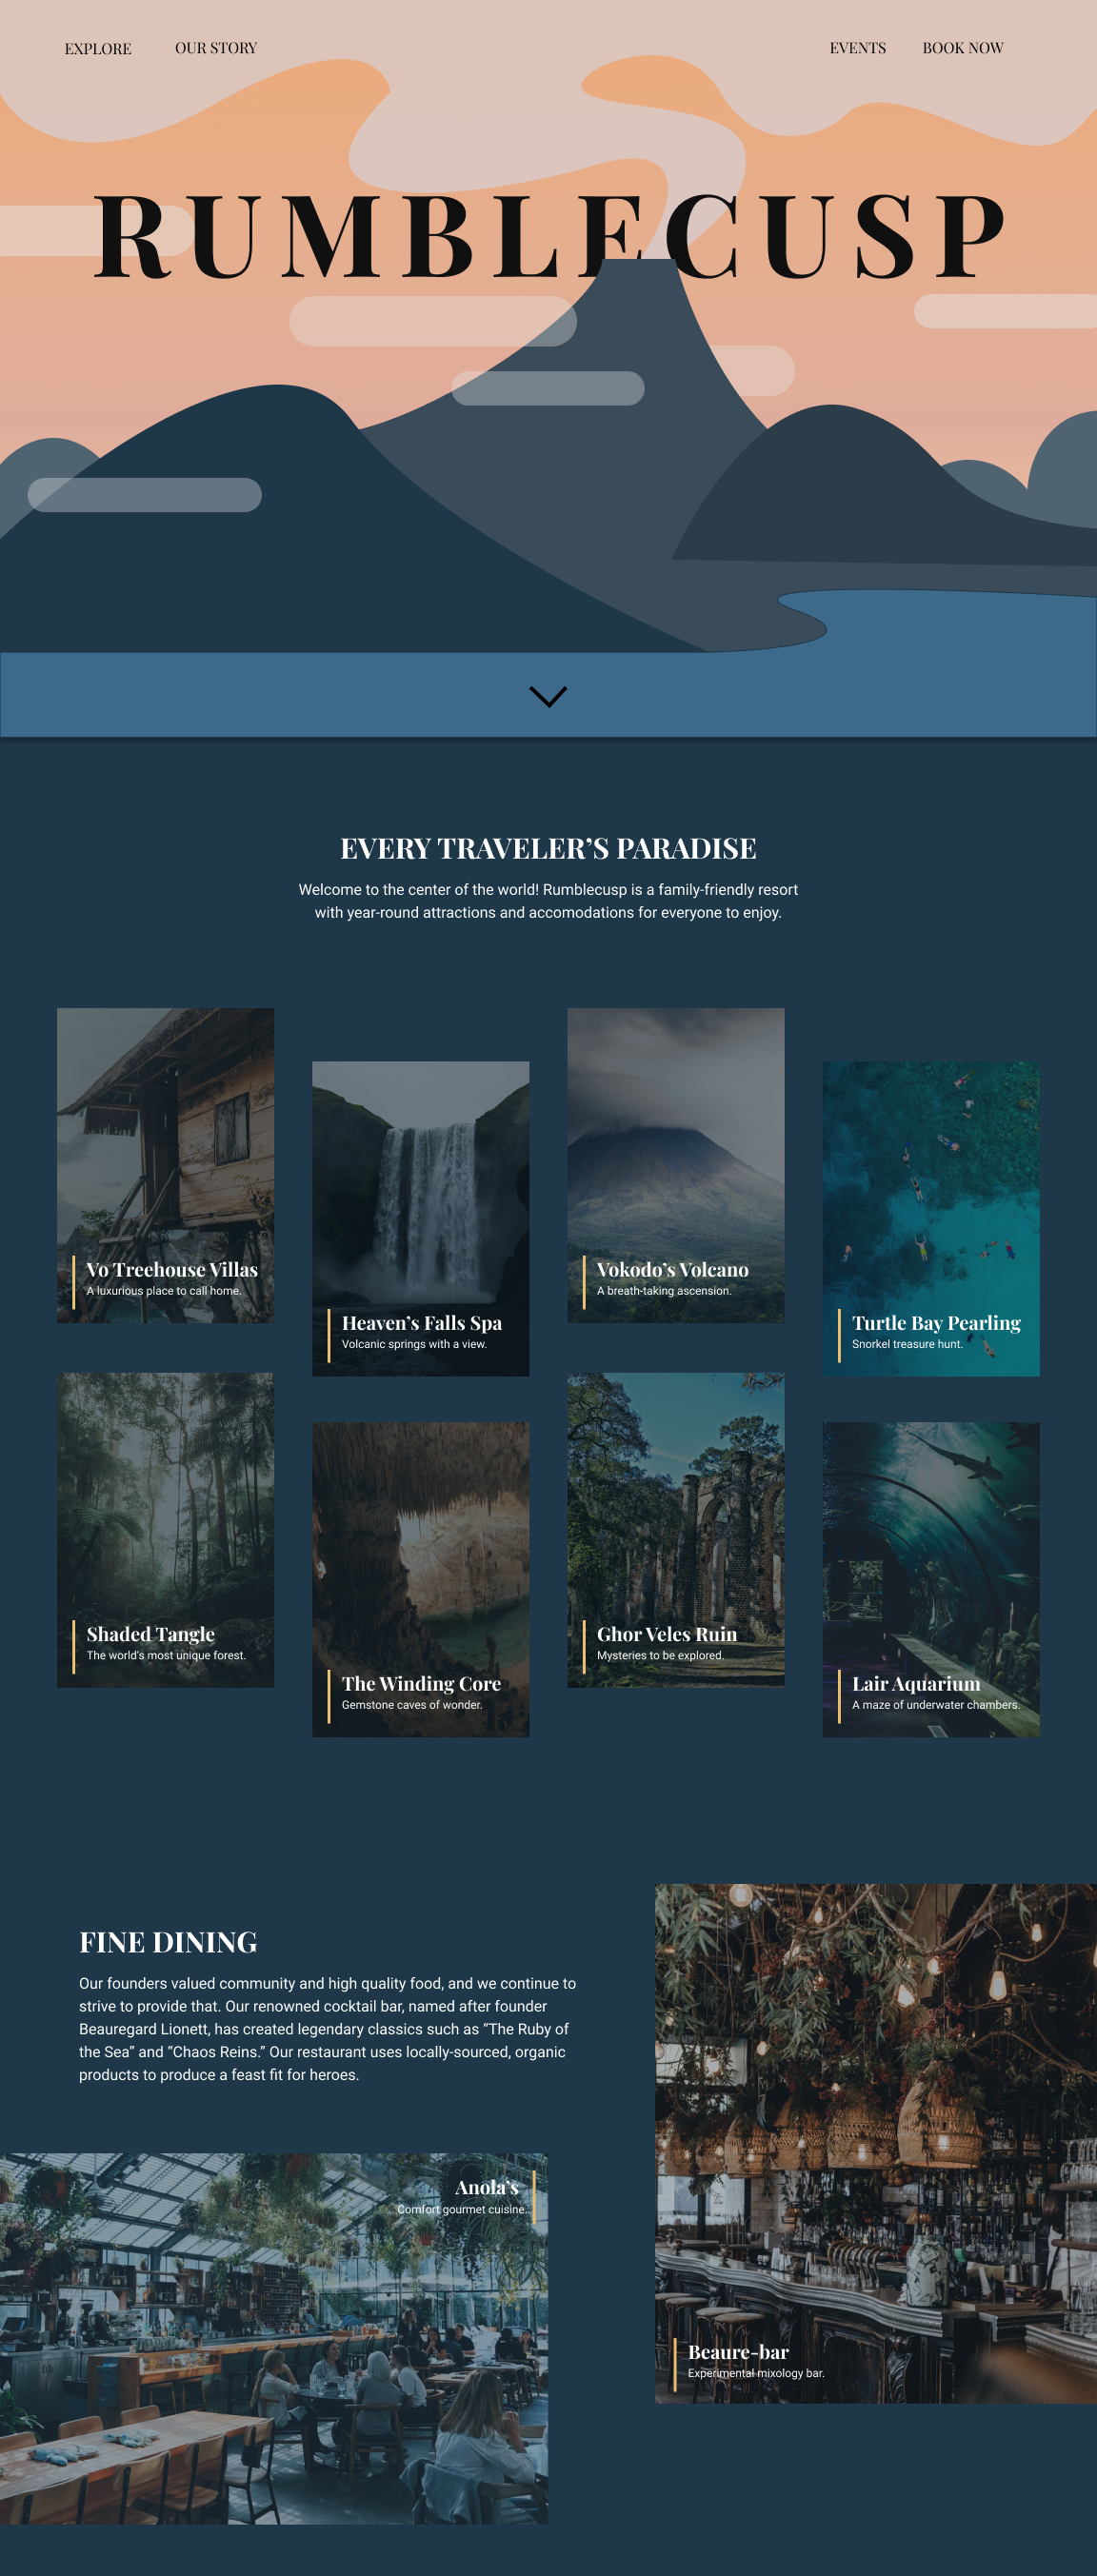 EXPLORE
OUR STORY
EVENTS
BOOK NOW
RUMBLECUSP
EVERY TRAVELER’S PARADISE
Welcome to the center of the world! Rumblecusp is a family-friendly resort
with year-round attractions and accomodations for everyone to enjoy.
Vo Treehouse Villas
A luxurious place to call home.
Heaven’s Falls Spa
Volcanic springs with a view.
Vokodo’s Volcano
A breath-taking ascension.
Turtle Bay Pearling
Snorkel treasure hunt.
Shaded Tangle
The world’s most unique forest.
The Winding Core
Gemstone caves of wonder.
Ghor Veles Ruin
Mysteries to be explored.
Lair Aquarium
A maze of underwater chambers.
FINE DINING
Our founders valued community and high quality food, and we continue to
strive to provide that. Our renowned cocktail bar, named after founder
Beauregard Lionett, has created legendary classics such as “The Ruby of
the Sea” and “Chaos Reins.” Our restaurant uses locally-sourced, organic
products to produce a feast fit for heroes.
Anola’s
Comfort gourmet cuisine.
Beaure-bar
Experimental mixology bar.